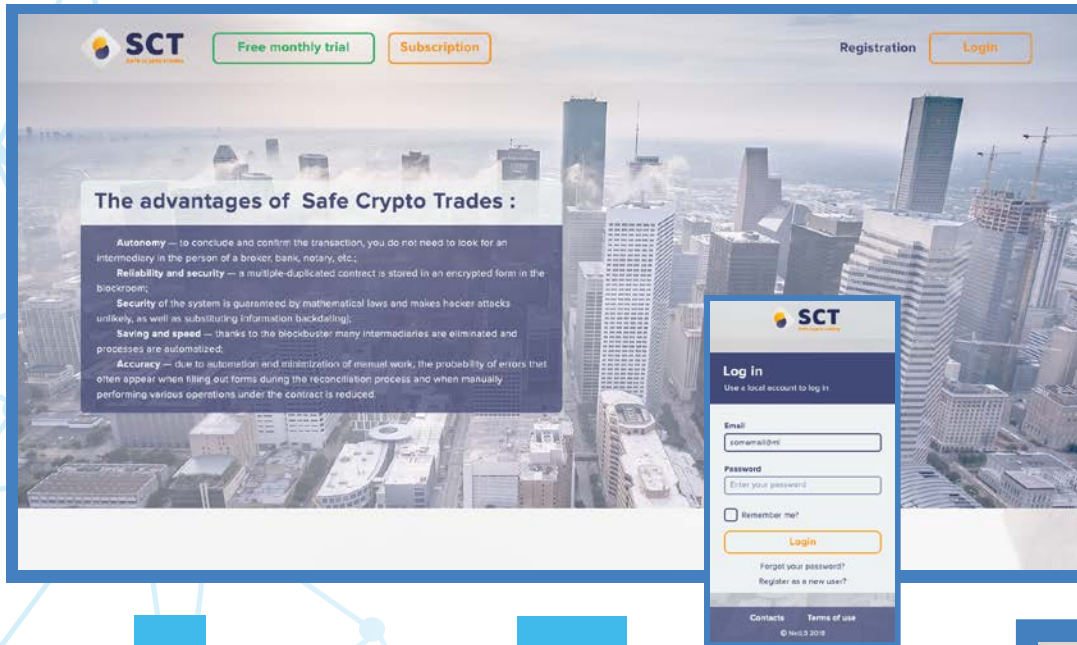 SCT
Safe crypto trades
Free monthly trial
Subscription
Registration
Login
The advantages of Safe Crypto Trades :
Autonomy — to conclude and confirm the transaction, you do not need to look for an
intermediary in the person of a broker, bank, notary, etc.;
Reliability and security — a multiple-duplicated contract is stored in an encrypted form in the
blockroom;
Security of the system is guaranteed by mathematical laws and makes hacker attacks
unlikely, as well as substituting information backdating);
Saving and speed — thanks to the blockbuster many intermediaries are eliminated and
processes are automatized;
Accuracy — due to automation and minimization of manual work, the probability of errors that
often appear when filling out forms during the reconciliation process and when manually
performing various operations under the contract is reduced.
SCT
Log in
Use a local account to log in
Email
Password
Enter your password
Remember me?
Login
Forgot your password?
Register as a new user?
Contacts Terms of use
2018